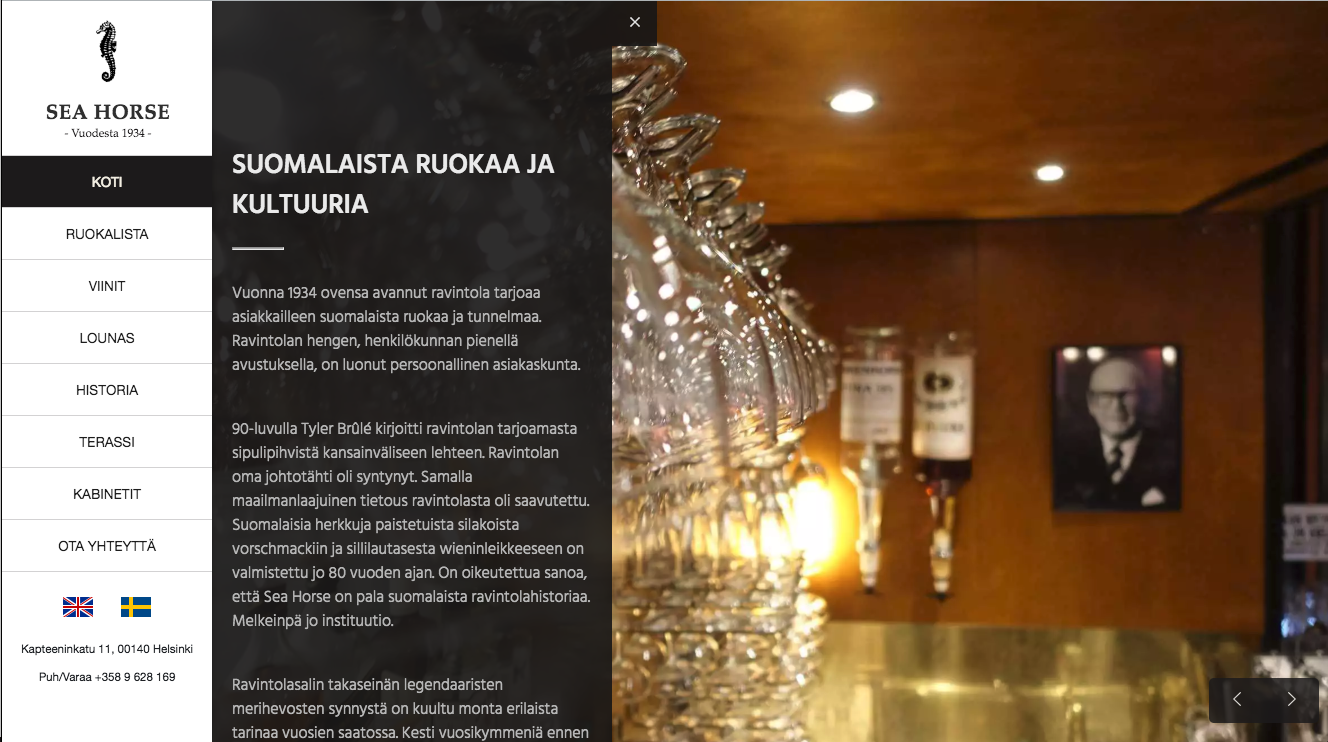 SEA HORSE
- Vuodesta 1934 -
KOTI
RUOKALISTA
VIINIT
LOUNAS
HISTORIA
TERASSI
KABINETIT
OTA YHTEYTTÄ
Kapteeninkatu 11, 00140 Helsinki
Puh/Varaa +358 9 628 169
SUOMALAISTA RUOKAA JA
KULTTUURIA
Vuonna 1934 ovensa avannut ravintola tarjoaa
asiakkailleen suomalaista ruokaa ja tunnelmaa.
Ravintolan hengen, henkilökunnan pienellä
avustuksella, on luonut persoonallinen asiakaskunta.
90-luvulla Tyler Brûlé kirjoitti ravintolan tarjoamasta
sipulipihvistä kansainväliseen lehteen. Ravintolan
oma johtotähti oli syntynyt. Samalla
maailmanlaajuinen tietous ravintolasta oli saavutettu.
Suomalaisia herkkuja paistetuista silakoista
vorschmackiin ja sillilautasesta wieninleikkeeseen on
valmistettu jo 80 vuoden ajan. On oikeutettua sanoa,
että Sea Horse on pala suomalaista ravintolahistoriaa.
Melkeinpä jo instituutio.
Ravintolasalin takaseinän legendaaristen
merihevosten synnystä on kuultu monta erilaista
tarinaa vuosien saatossa. Kesti vuosikymmeniä ennen